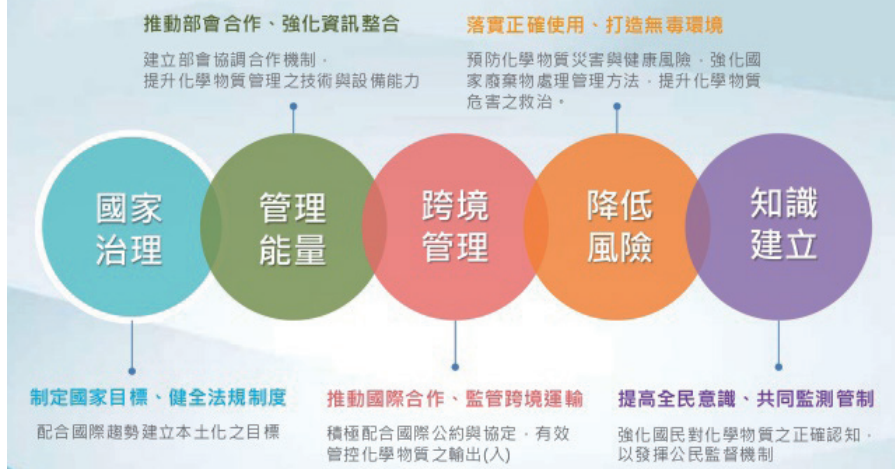 推動部會合作、強化資訊整合
建立部會協調合作機制，
提升化學物質管理之技術與設備能力
落實正確使用、打造無毒環境
預防化學物質災害與健康風險，強化國
家廢棄物處理管理方法，提升化學物質
危害之救治。
國家
治理
管理
能量
跨境
管理
降低
風險
知識
建立
制定國家目標、健全法規制度
配合國際趨勢建立本土化之目標
推動國際合作、監管跨境運輸
積極配合國際公約與協定，有效
管控化學物質之輸出(入)
提高全民意識、共同監測管制
強化國民對化學物質之正確認知，
以發揮公民監督機制